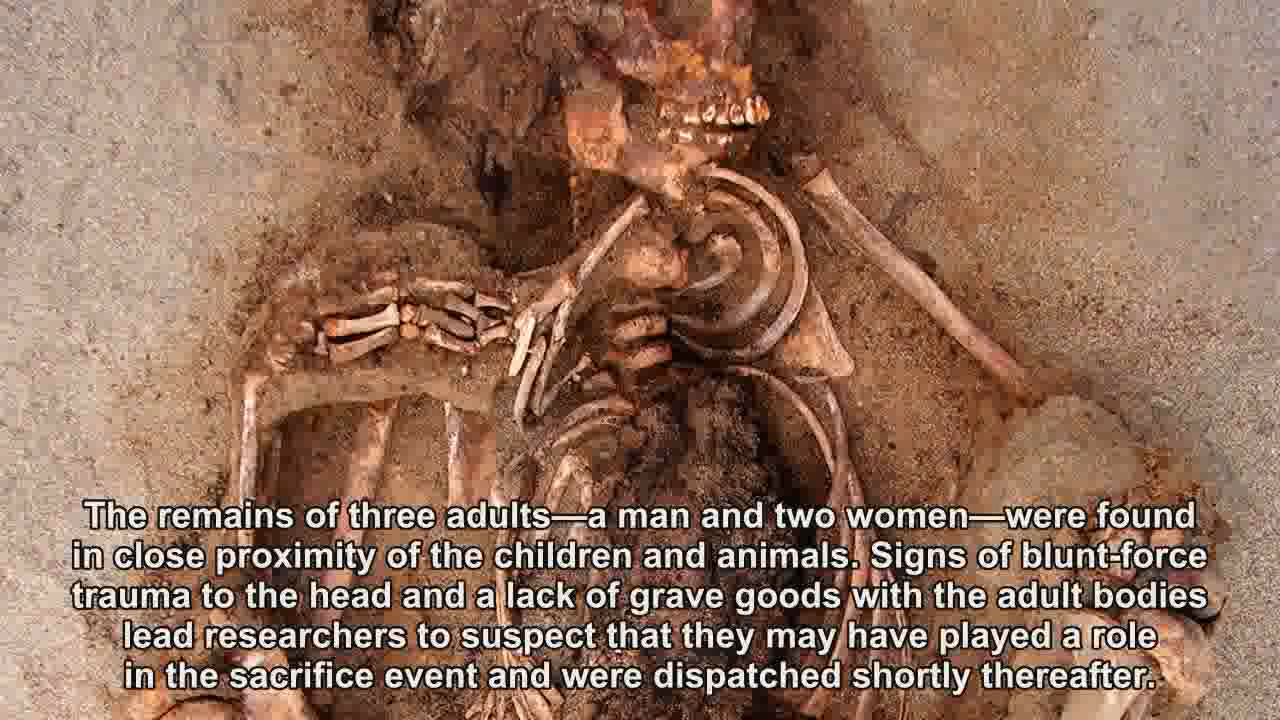 The remains of three adults—a man and two women—were found
in close proximity of the children and animals. Signs of blunt-force
trauma to the head and a lack of grave goods with the adult bodies
lead researchers to suspect that they may have played a role
in the sacrifice event and were dispatched shortly thereafter.